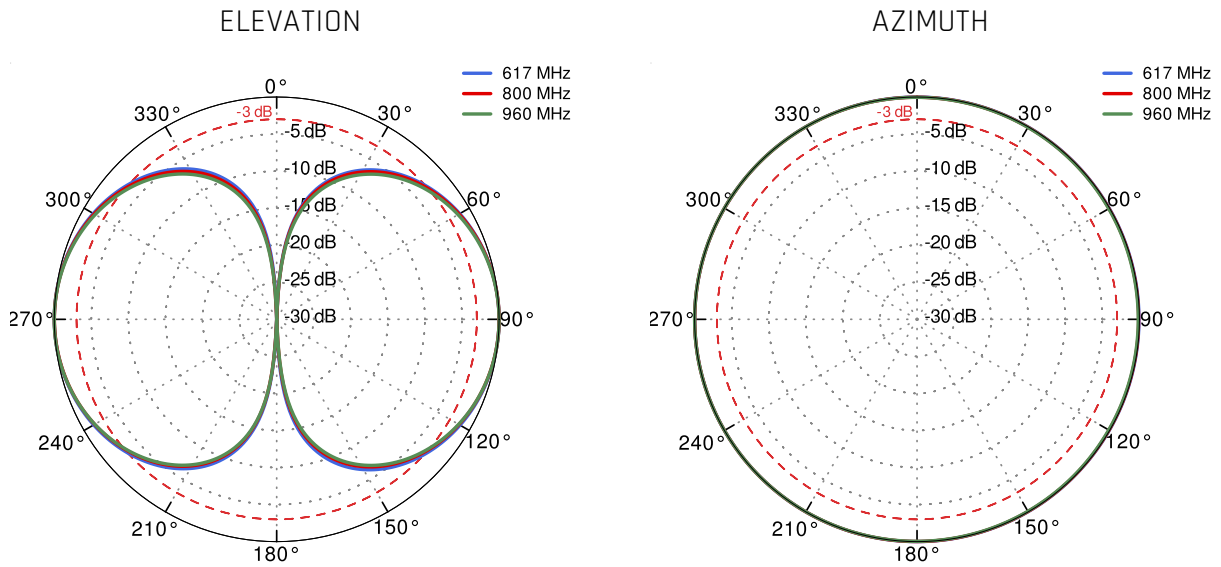 ELEVATION
617 MHz
800 MHz
960 MHz
0°
30°
60°
90°
120°
150°
180°
210°
240°
270°
300°
330°
-3 dB
-5 dB
-10 dB
-15 dB
-20 dB
-25 dB
-30 dB
AZIMUTH
617 MHz
800 MHz
960 MHz
0°
30°
60°
90°
120°
150°
180°
210°
240°
270°
300°
330°
-3 dB
-5 dB
-10 dB
-15 dB
-20 dB
-25 dB
-30 dB